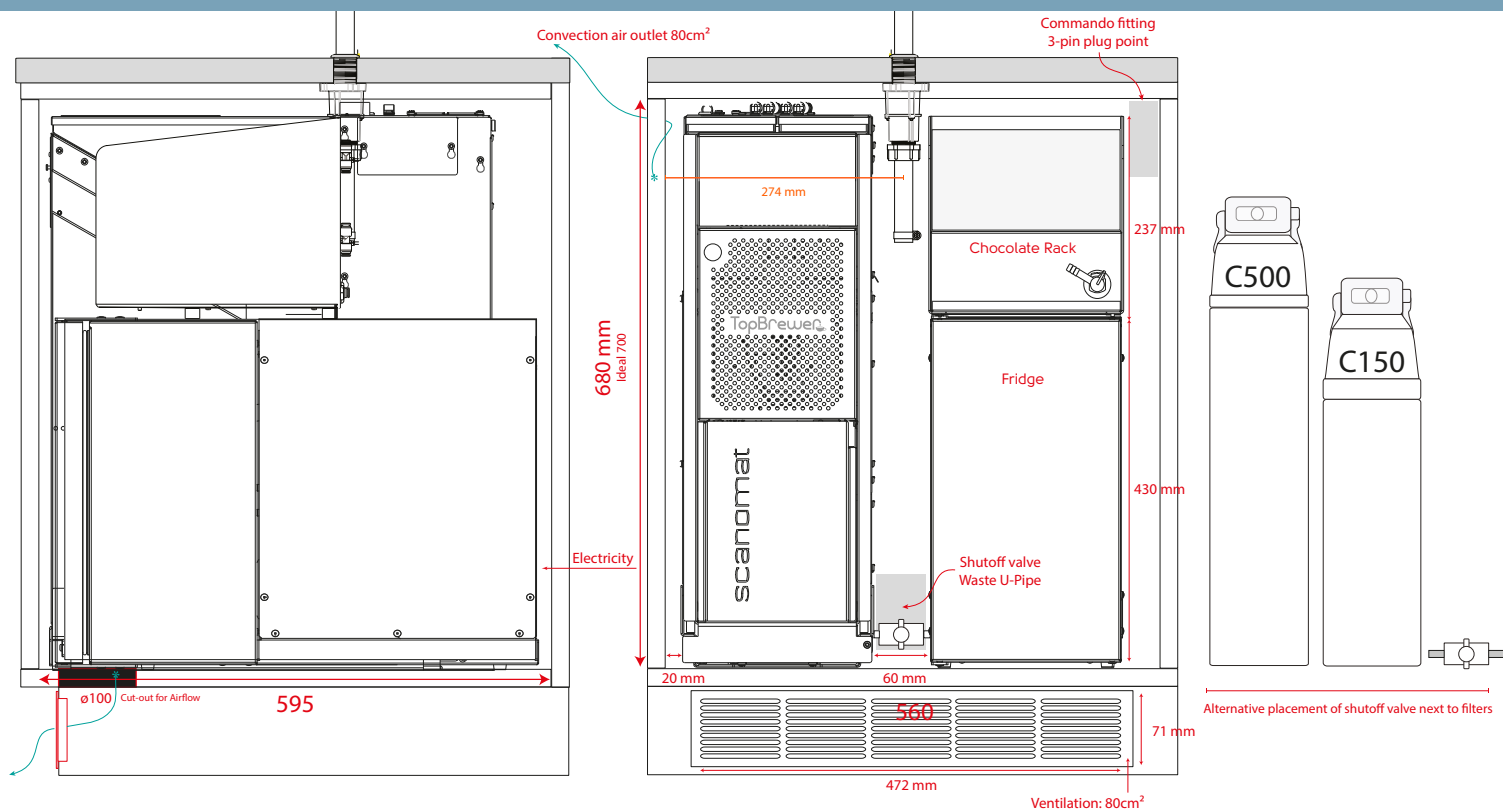 Convection air outlet 80cm²
Commando fitting
3-pin plug point
274 mm
237 mm
Chocolate Rack
C500
TopBrewer
680 mm
Ideal 700
C150
Fridge
430 mm
scanomat
Electricity
Shutoff valve
Waste U-Pipe
20 mm
60 mm
ø100
Cut-out for Airflow
595
560
71 mm
Alternative placement of shutoff valve next to filters
472 mm
Ventilation: 80cm²